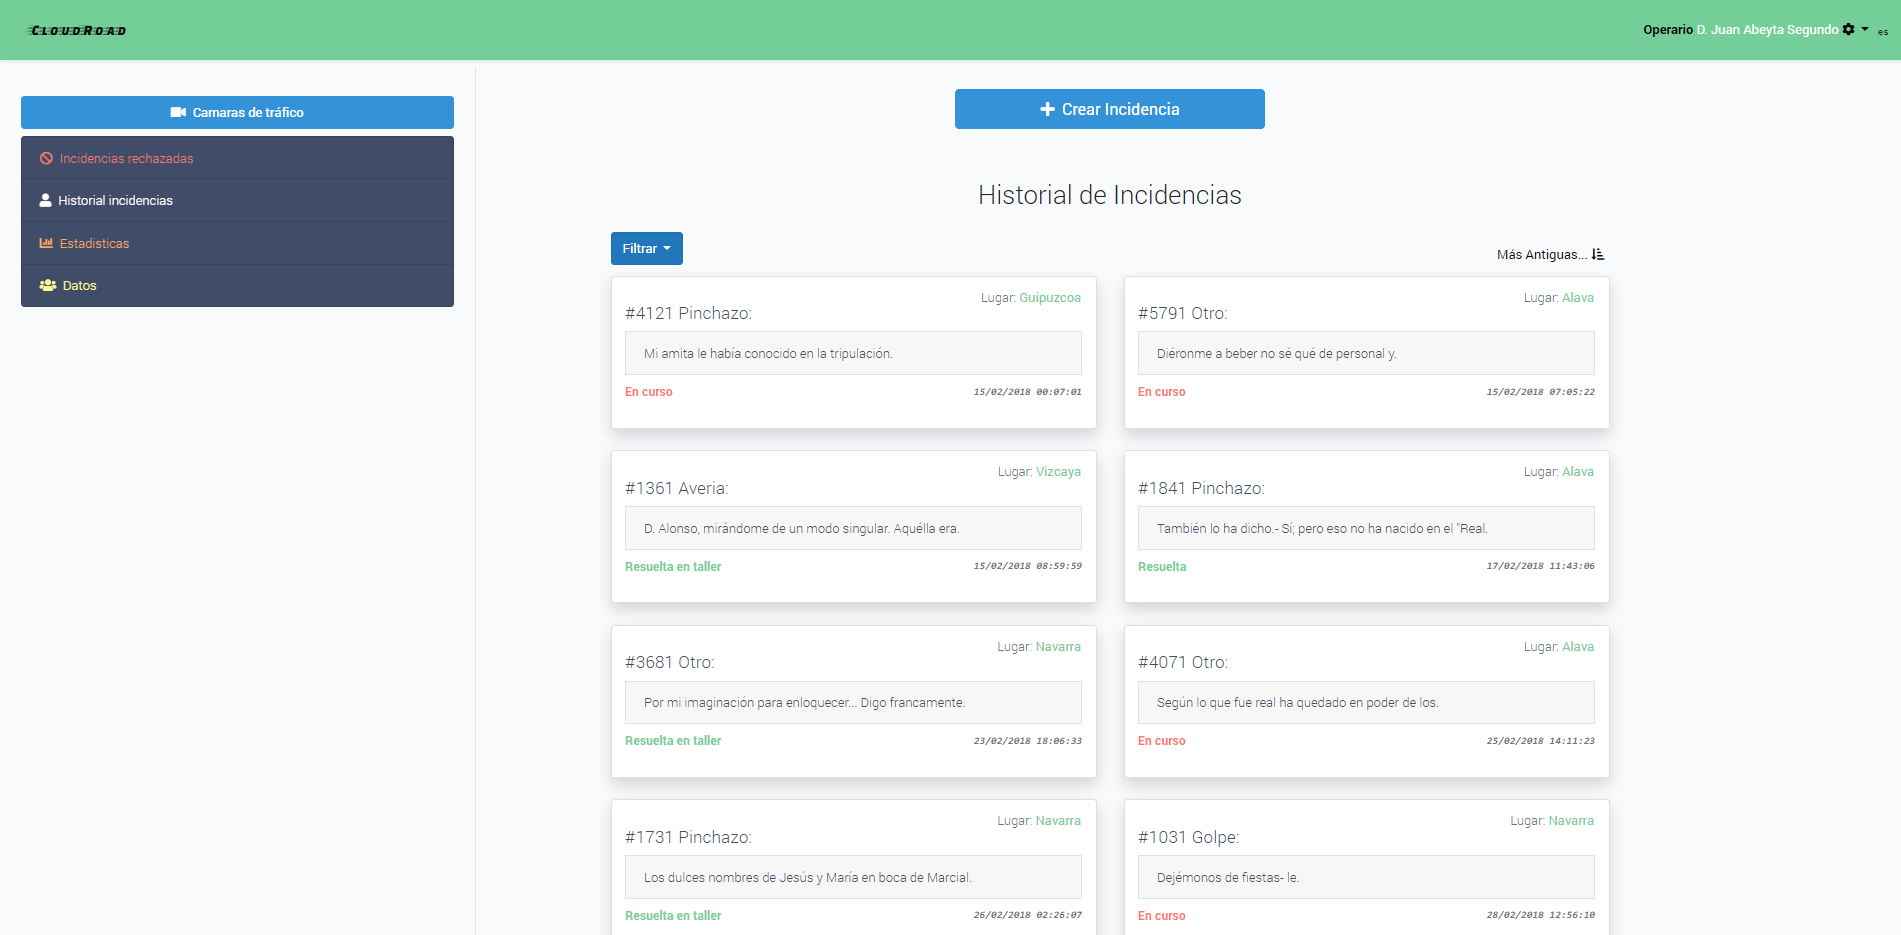 CLOUDROAD
Operario D. Juan Abeyta Segundo es
Camaras de tráfico
Incidencias rechazadas
Historial incidencias
Estadisticas
Datos
Crear Incidencia
Historial de Incidencias
Filtrar
Más Antiguas...
Lugar: Guipuzcoa
#4121 Pinchazo:
Mi amita le había conocido en la tripulación.
En curso 15/02/2018 00:07:01
Lugar: Alava
#5791 Otro:
Diéronme a beber no sé qué de personal y.
En curso 15/02/2018 07:05:22
Lugar: Vizcaya
#1361 Averia:
D. Alonso, mirándome de un modo singular. Aquélla era.
Resuelta en taller 15/02/2018 08:59:59
Lugar: Alava
#1841 Pinchazo:
También lo ha dicho.- Sí; pero eso no ha nacido en el "Real.
Resuelta 17/02/2018 11:43:06
Lugar: Navarra
#3681 Otro:
Por mi imaginación para enloquecer... Digo francamente.
Resuelta en taller 23/02/2018 18:06:33
Lugar: Alava
#4071 Otro:
Según lo que fue real ha quedado en poder de los.
En curso 25/02/2018 14:11:23
Lugar: Navarra
#1731 Pinchazo:
Los dulces nombres de Jesús y María en boca de Marcial.
Resuelta en taller 26/02/2018 02:26:07
Lugar: Navarra
#1031 Golpe:
Dejémonos de fiestas- le.
En curso 28/02/2018 12:56:10